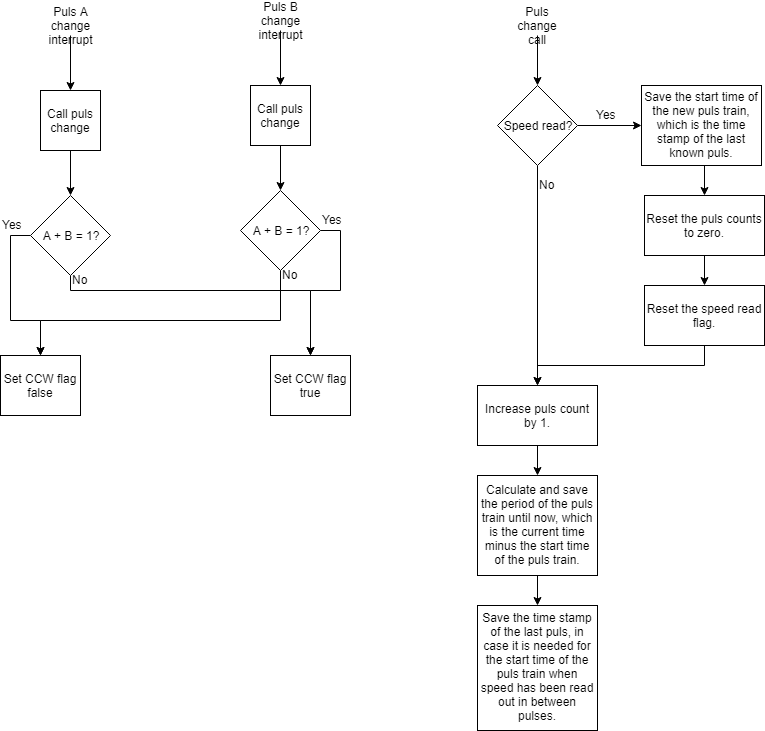 Puls A
change
interrupt
Call puls
change
A + B = 1?
Yes
No
Set CCW flag
false
Puls B
change
interrupt
Call puls
change
A + B = 1?
Yes
No
Set CCW flag
true
Puls
change
call
Speed read?
Yes
No
Save the start time of
the new puls train,
which is the time
stamp of the last
known puls.
Reset the puls counts
to zero.
Reset the speed read
flag.
Increase puls count
by 1.
Calculate and save
the period of the puls
train until now, which
is the current time
minus the start time
of the puls train.
Save the time stamp
of the last puls, in
case it is needed for
the start time of the
puls train when
speed has been read
out in between
pulses.